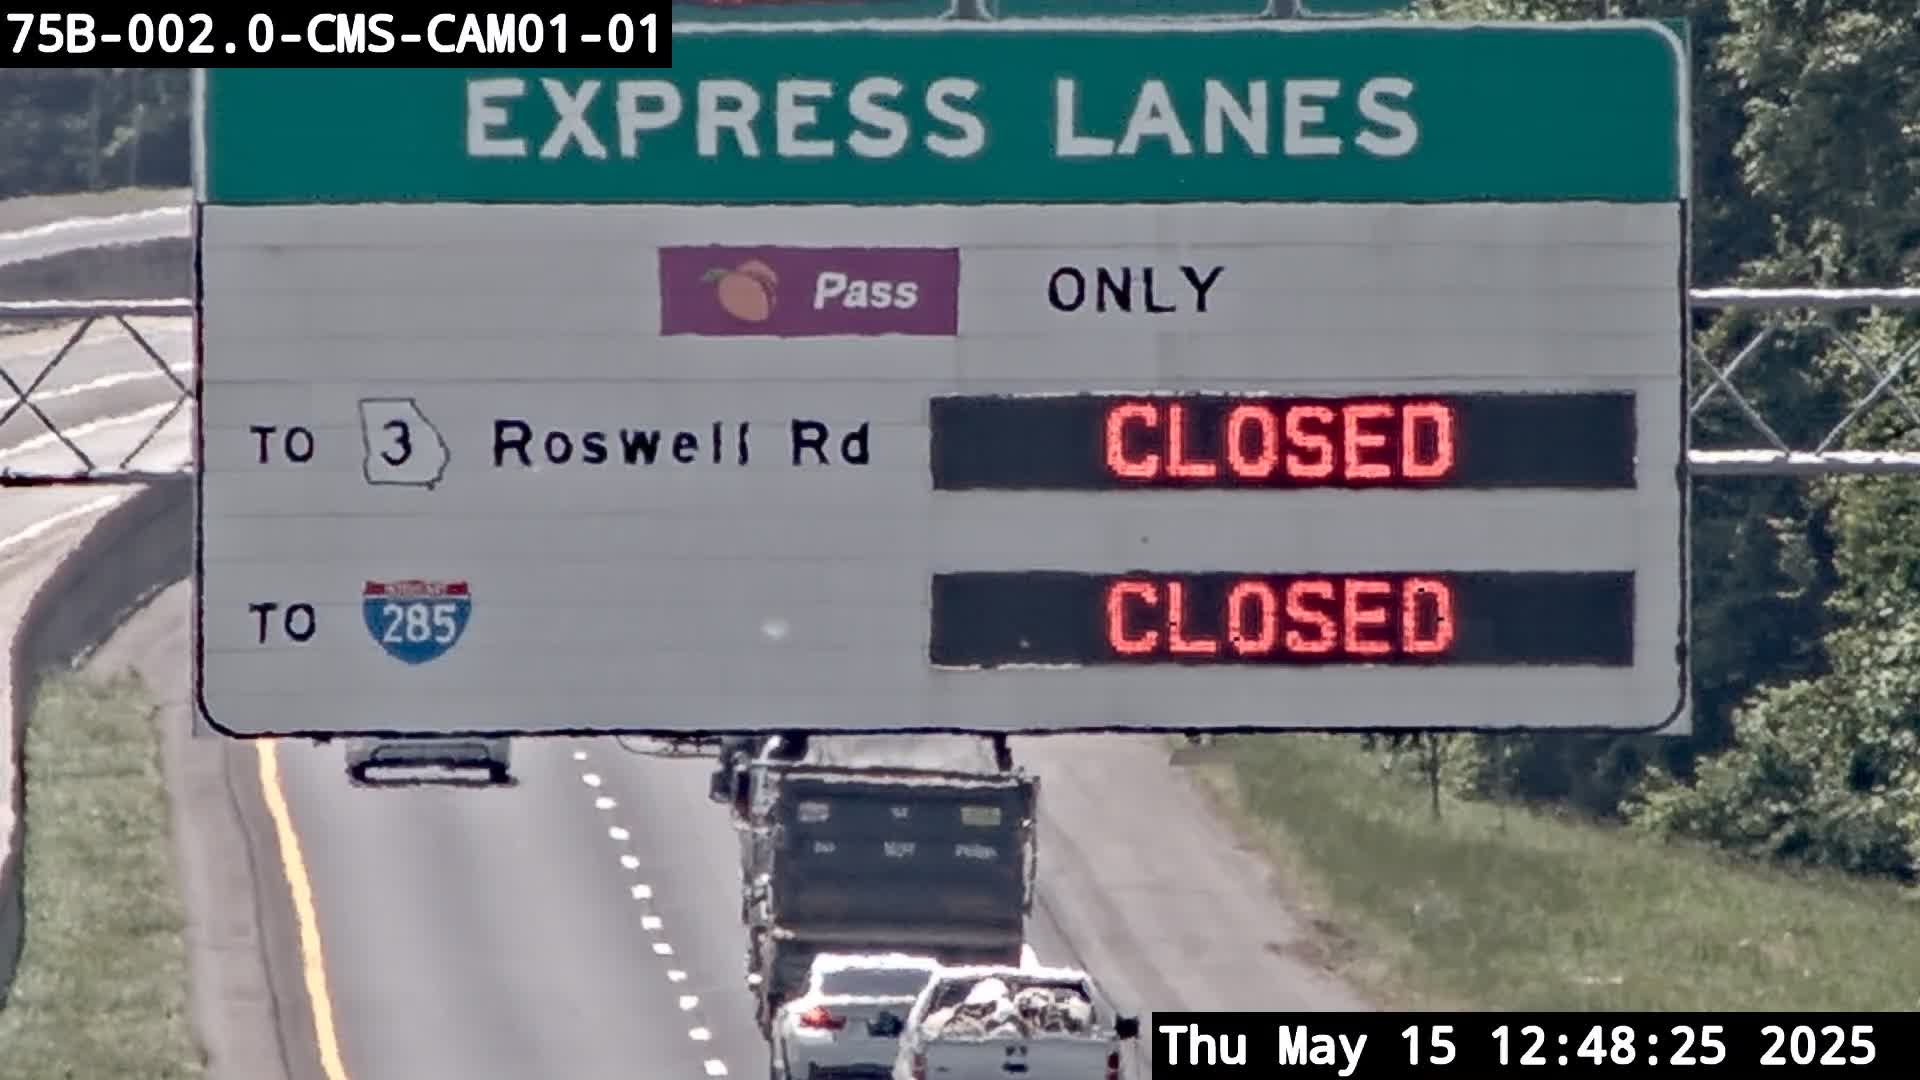 75B-002.0-CMS-CAM01-01
EXPRESS LANES
Pass ONLY
TO 3 Roswell Rd CLOSED
TO 285 CLOSED
Thu May 15 12:48:25 2025